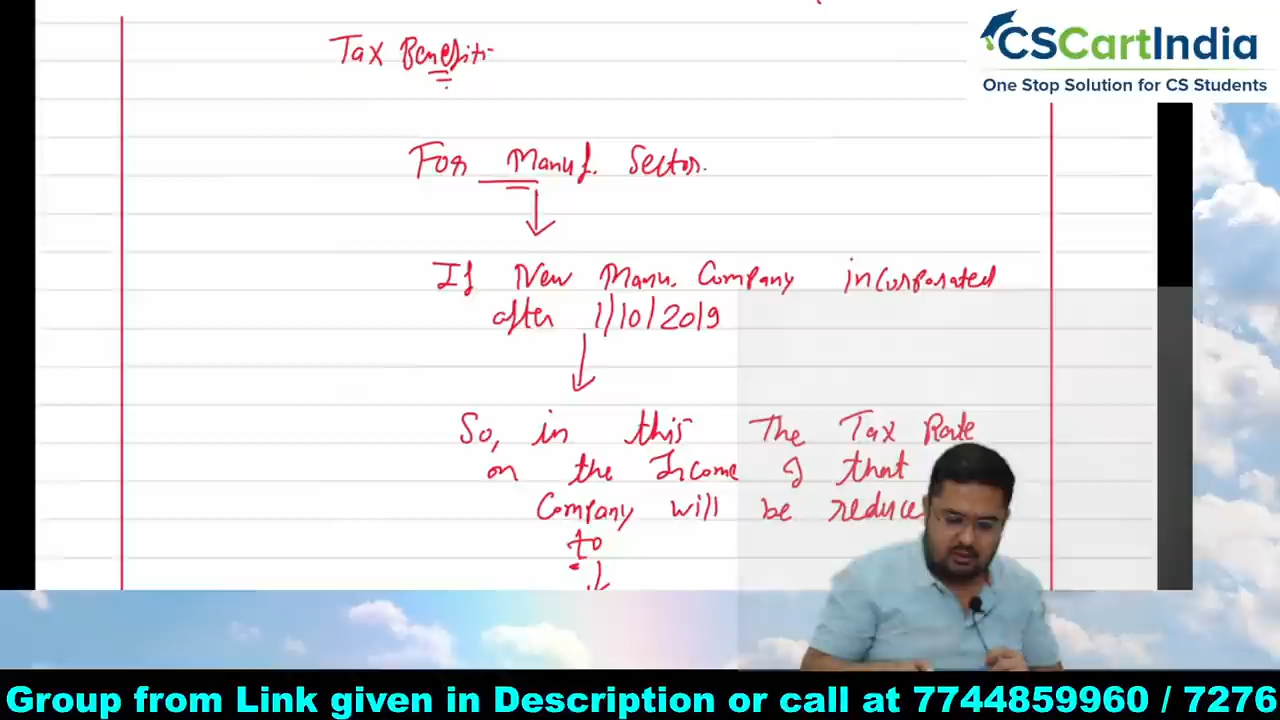 Tax Benefits
CSCartIndia
One Stop Solution for CS Students
For Manuf. Sector.
If New Manu. Company incorporated
after 1/10/2019
So, in this The Tax Rate
on the Income of that
Company will be reduce
to
Group from Link given in Description or call at 7744859960 / 7276